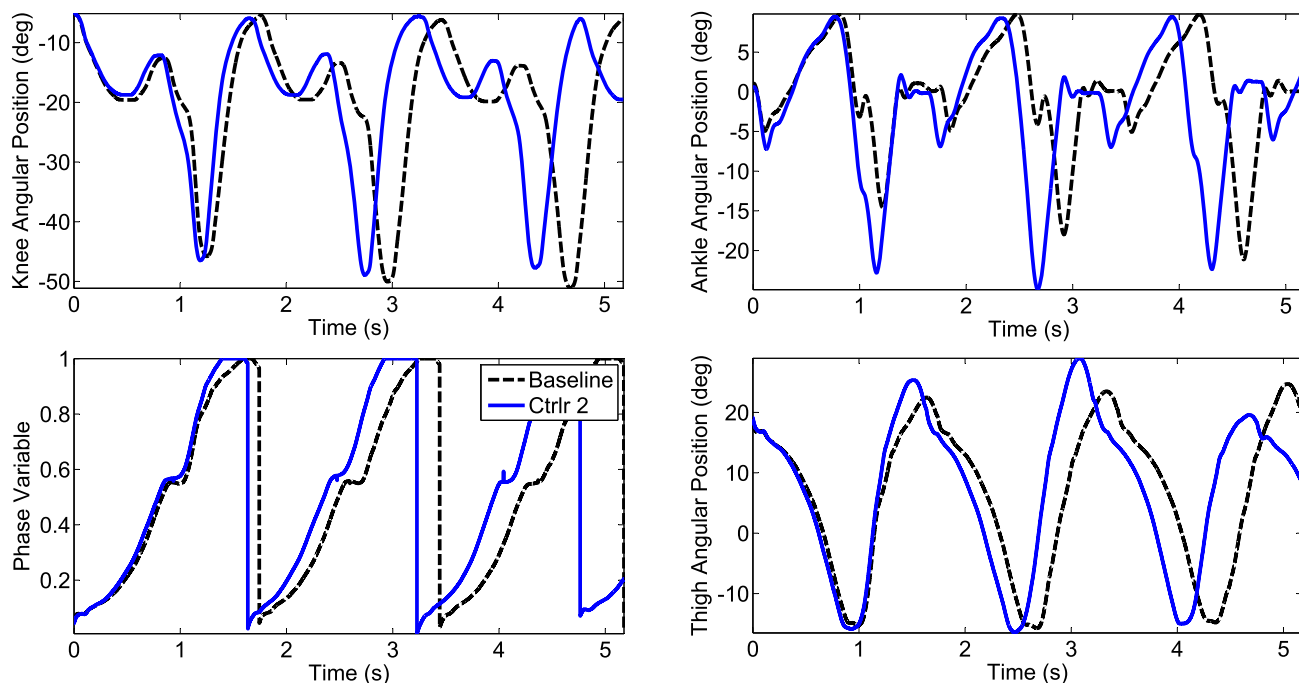 Knee Angular Position (deg)
-10
-20
-30
-40
-50
0 1 2 3 4 5
Time (s)
Ankle Angular Position (deg)
5
0
-5
-10
-15
-20
0 1 2 3 4 5
Time (s)
Phase Variable
1
0.8
0.6
0.4
0.2
0 1 2 3 4 5
Time (s)
Baseline
Ctrlr 2
Thigh Angular Position (deg)
20
10
0
-10
0 1 2 3 4 5
Time (s)